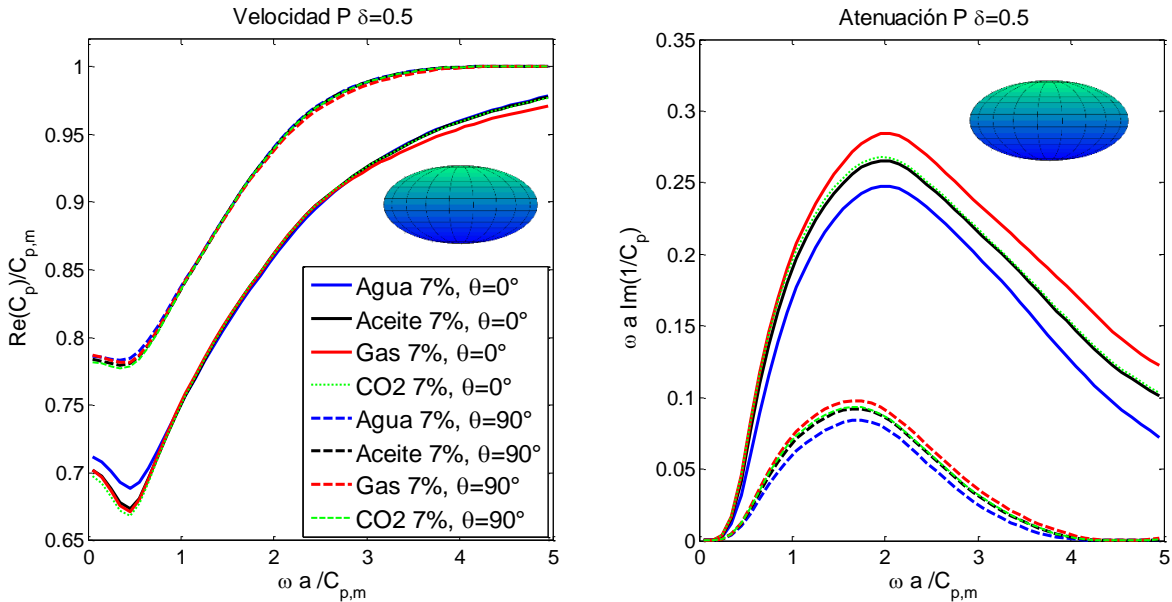 Velocidad P δ=0.5
1
0.95
0.9
0.85
0.8
0.75
0.7
0.65
Re(C_p)/C_{p,m}
0 1 2 3 4 5
ω a /C_{p,m}
Agua 7%, θ=0°
Aceite 7%, θ=0°
Gas 7%, θ=0°
CO2 7%, θ=0°
Agua 7%, θ=90°
Aceite 7%, θ=90°
Gas 7%, θ=90°
CO2 7%, θ=90°
Atenuación P δ=0.5
0.35
0.3
0.25
0.2
0.15
0.1
0.05
0
ω a Im(1/C_p)
0 1 2 3 4 5
ω a /C_{p,m}